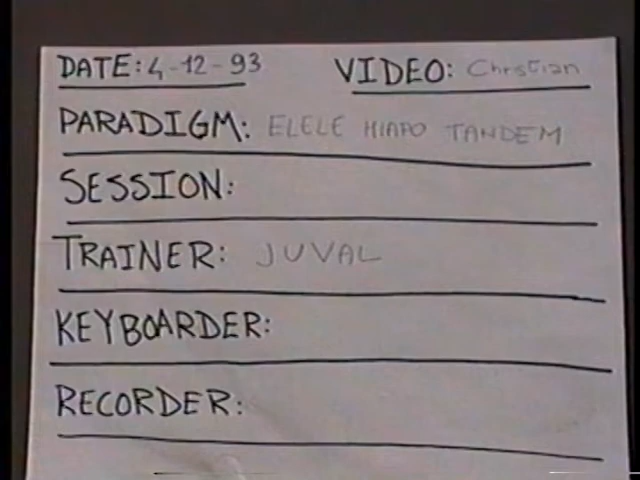 DATE: 4-12-93 VIDEO: Christian
PARADIGM: ELELE HIAPO TANDEM
SESSION:
TRAINER: JUVAL
KEYBOARDER:
RECORDER: